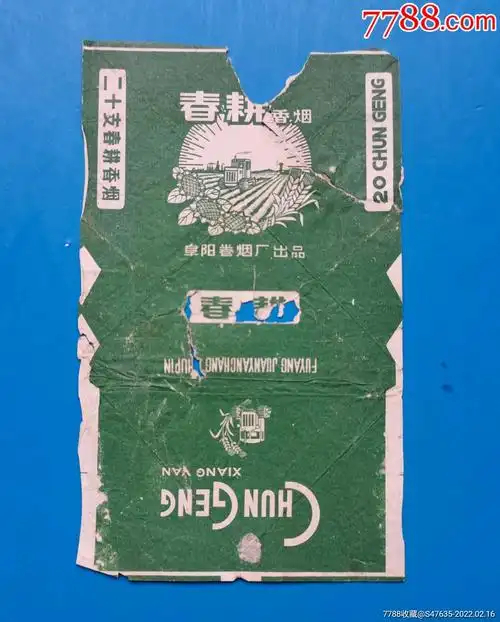 7788.com
春耕香烟
二十支春耕香烟
20 CHUN GENG
阜阳卷烟厂出品
春耕
FUYANG JUANYANCHANG HUPIN
CHUN GENG
XIANG YAN
7788收藏@S47635-2022.02.16